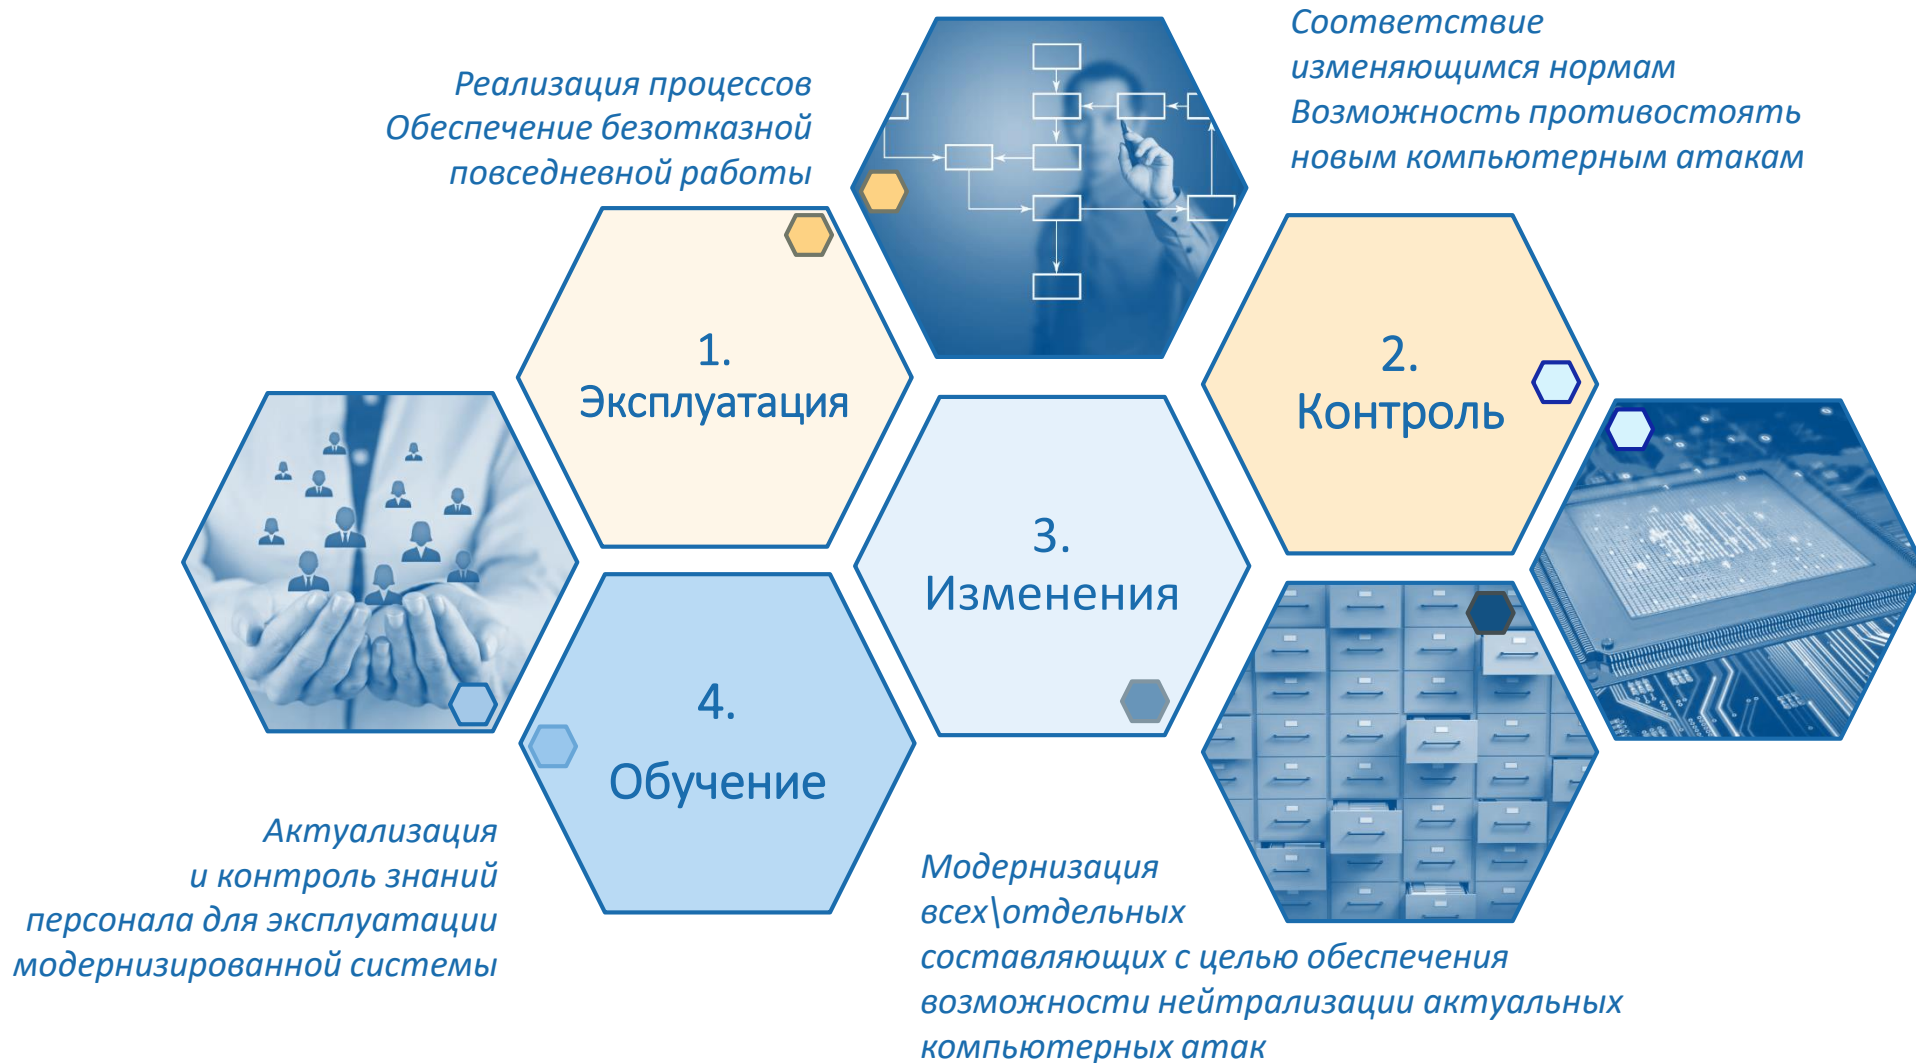 Реализация процессов
Обеспечение безотказной
повседневной работы
Соответствие
изменяющимся нормам
Возможность противостоять
новым компьютерным атакам
1.
Эксплуатация
2.
Контроль
3.
Изменения
4.
Обучение
Актуализация
и контроль знаний
персонала для эксплуатации
модернизированной системы
Модернизация
всех\отдельных
составляющих с целью обеспечения
возможности нейтрализации актуальных
компьютерных атак